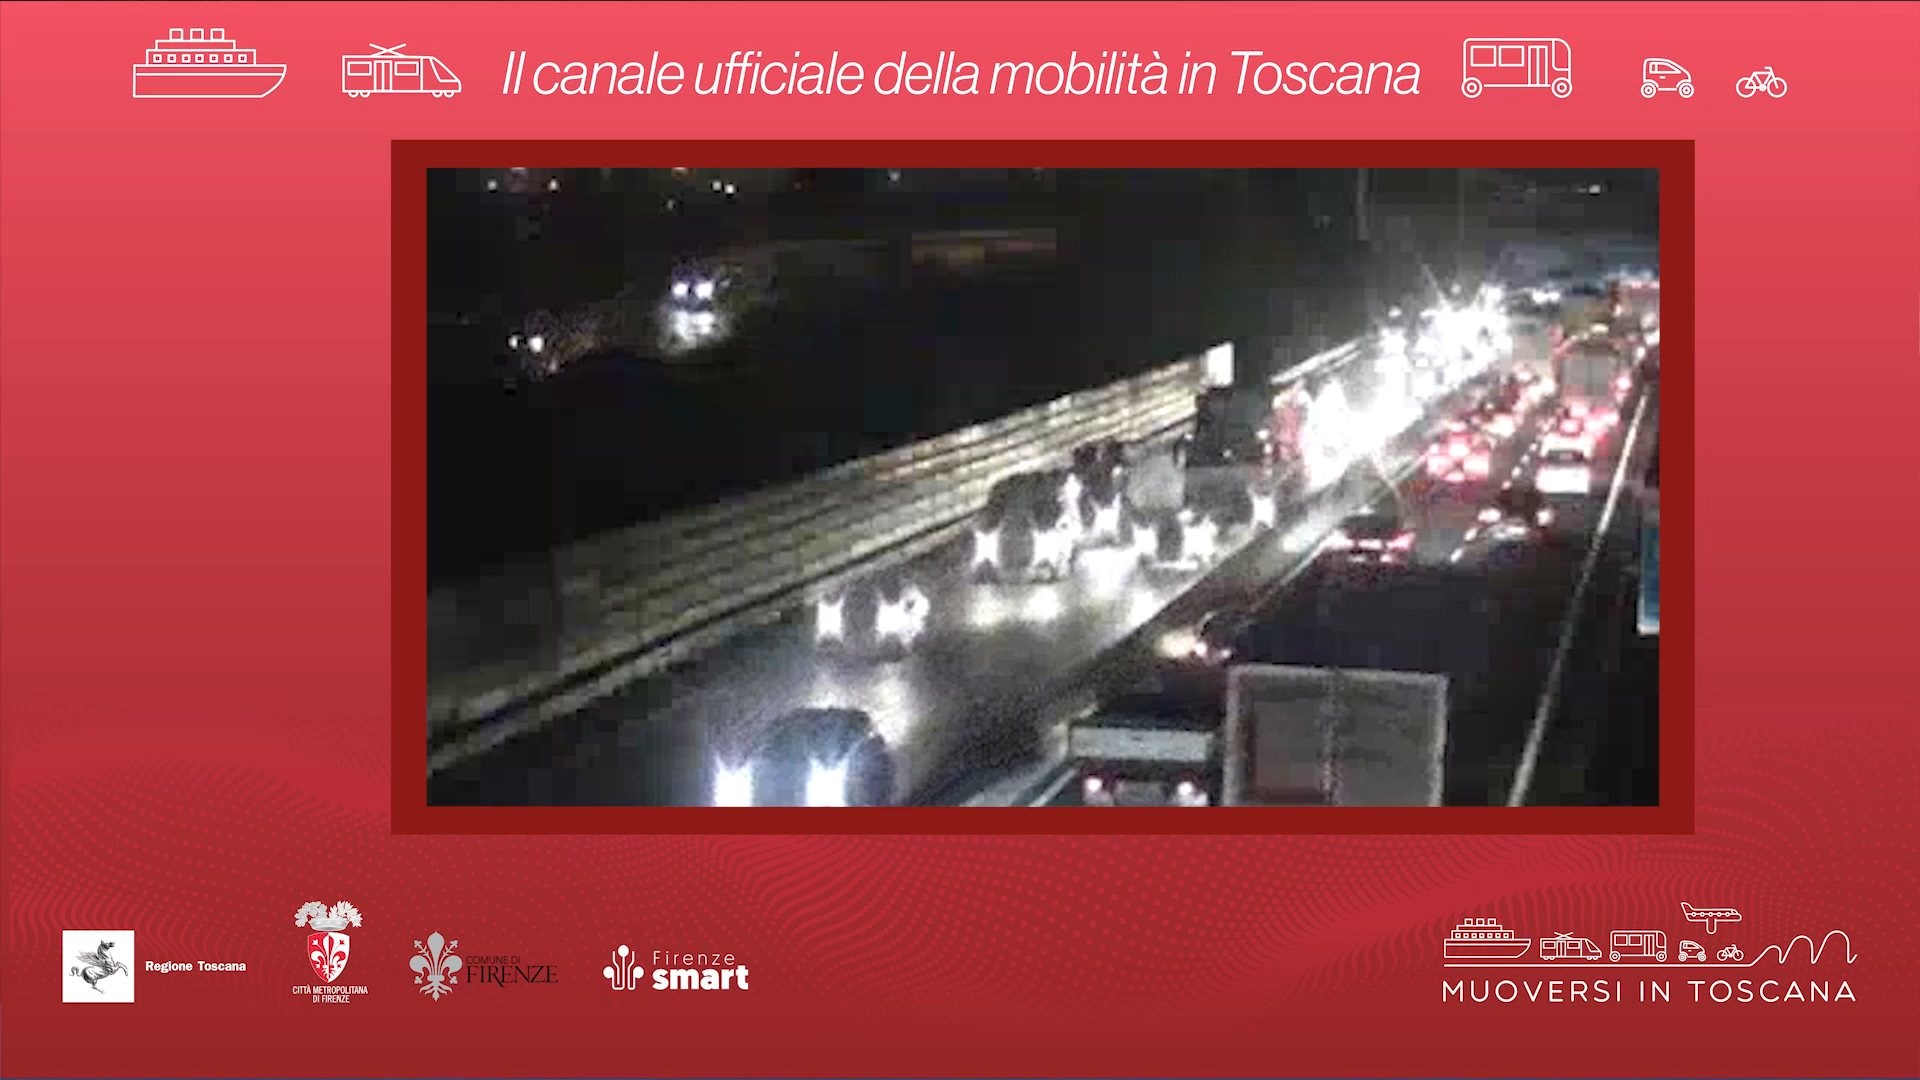 Il canale ufficiale della mobilità in Toscana
Regione Toscana
CITTÀ METROPOLITANA
DI FIRENZE
COMUNE DI
FIRENZE
Firenze
smart
MUOVERSI IN TOSCANA